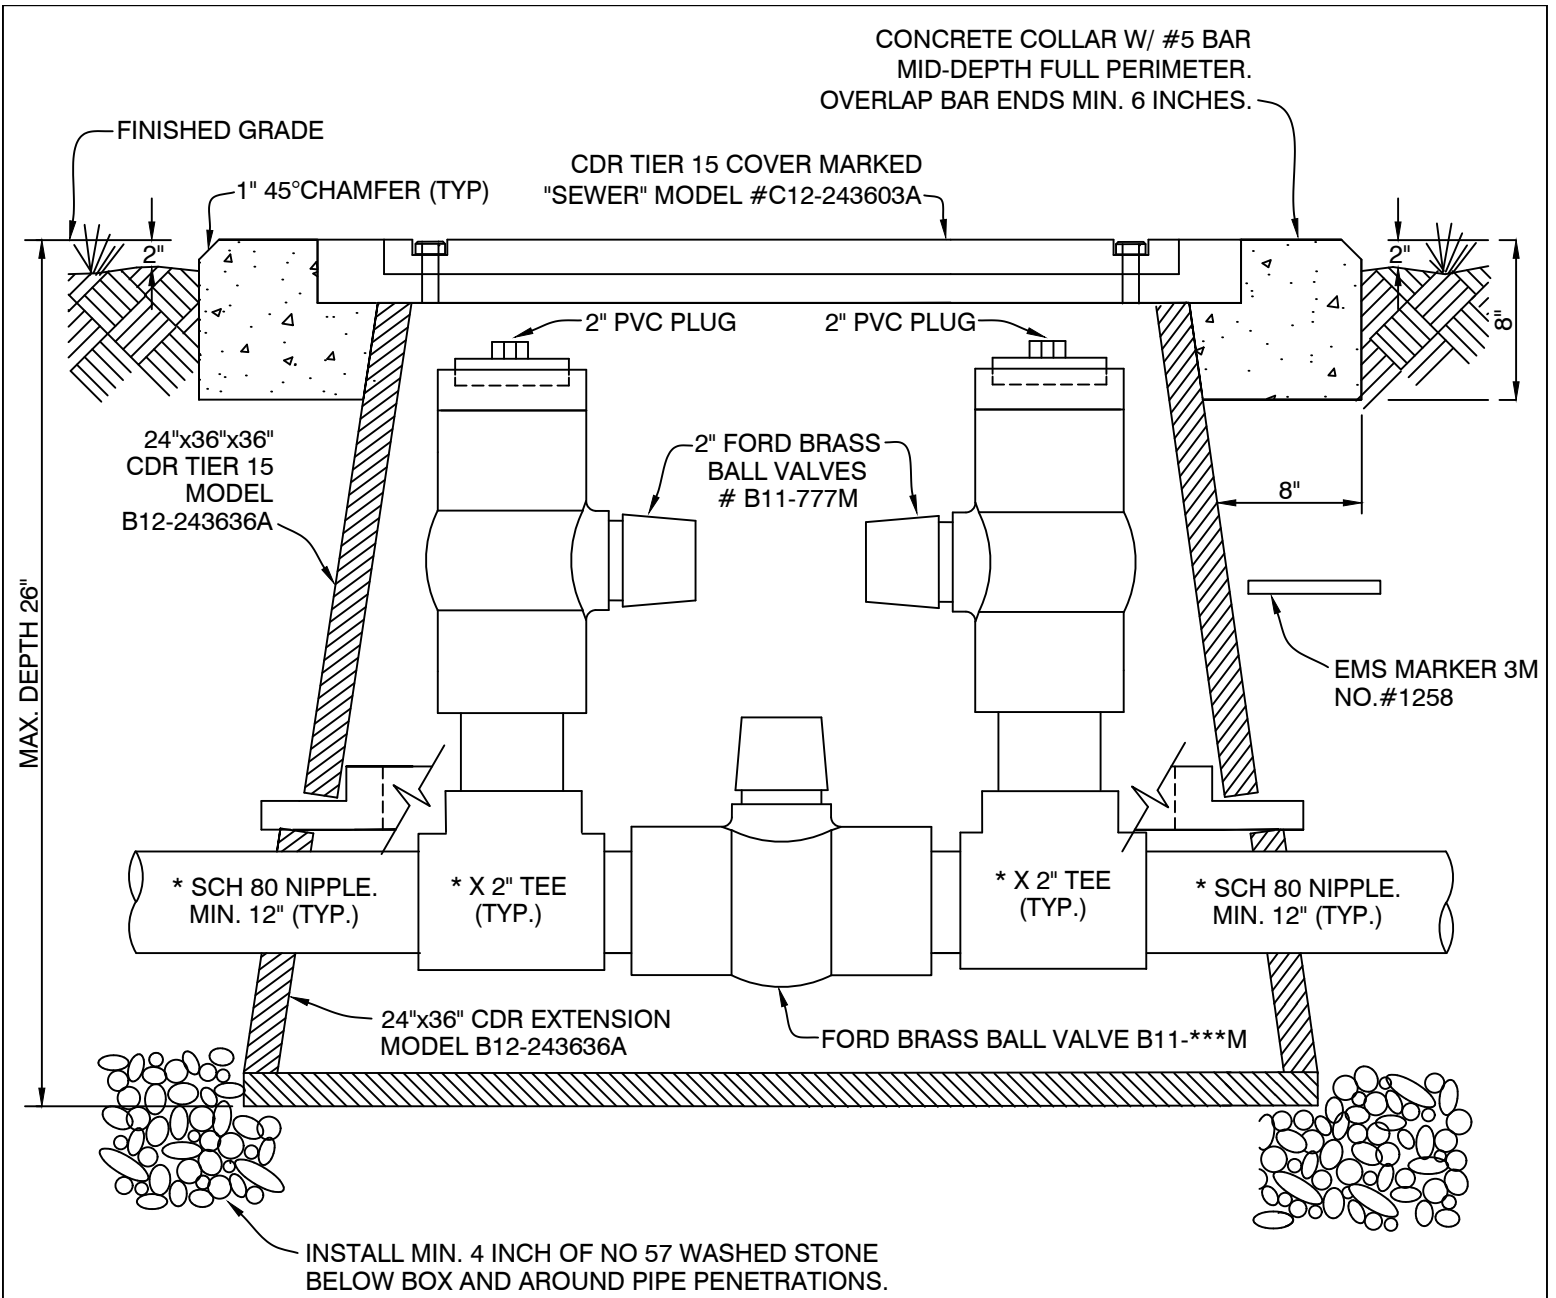 CONCRETE COLLAR W/ #5 BAR
MID-DEPTH FULL PERIMETER.
OVERLAP BAR ENDS MIN. 6 INCHES.
FINISHED GRADE
CDR TIER 15 COVER MARKED
"SEWER" MODEL #C12-243603A
1" 45°CHAMFER (TYP)
2"
2"
8"
2" PVC PLUG
2" PVC PLUG
24"x36"x36"
CDR TIER 15
MODEL
B12-243636A
2" FORD BRASS
BALL VALVES
# B11-777M
8"
MAX. DEPTH 26"
EMS MARKER 3M
NO.#1258
* SCH 80 NIPPLE.
MIN. 12" (TYP.)
* X 2" TEE
(TYP.)
* X 2" TEE
(TYP.)
* SCH 80 NIPPLE.
MIN. 12" (TYP.)
24"x36" CDR EXTENSION
MODEL B12-243636A
FORD BRASS BALL VALVE B11-***M
INSTALL MIN. 4 INCH OF NO 57 WASHED STONE
BELOW BOX AND AROUND PIPE PENETRATIONS.